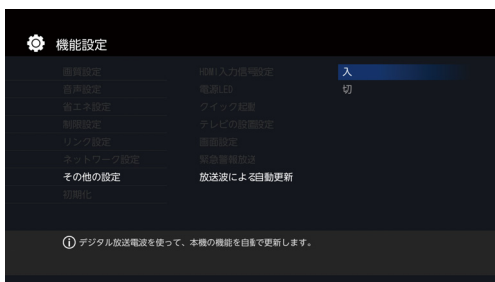 機能設定
画質設定
音声設定
省エネ設定
制限設定
リンク設定
ネットワーク設定
その他の設定
初期化
HDMI入力信号設定
電源LED
クイック起動
テレビの設置設定
画面設定
緊急警報放送
放送波による自動更新
入
切
デジタル放送電波を使って、本機の機能を自動で更新します。